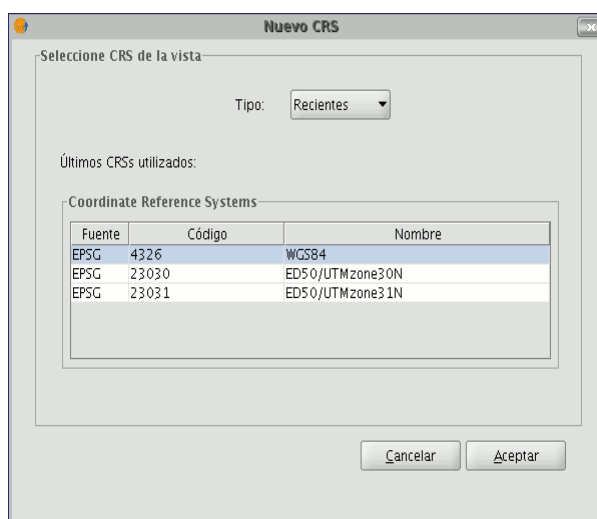 Nuevo CRS
Seleccione CRS de la vista
Tipo: Recientes
Últimos CRSs utilizados:
Coordinate Reference Systems
Fuente Código Nombre
EPSG 4326 WGS84
EPSG 23030 ED50/UTMzone30N
EPSG 23031 ED50/UTMzone31N
Cancelar Aceptar